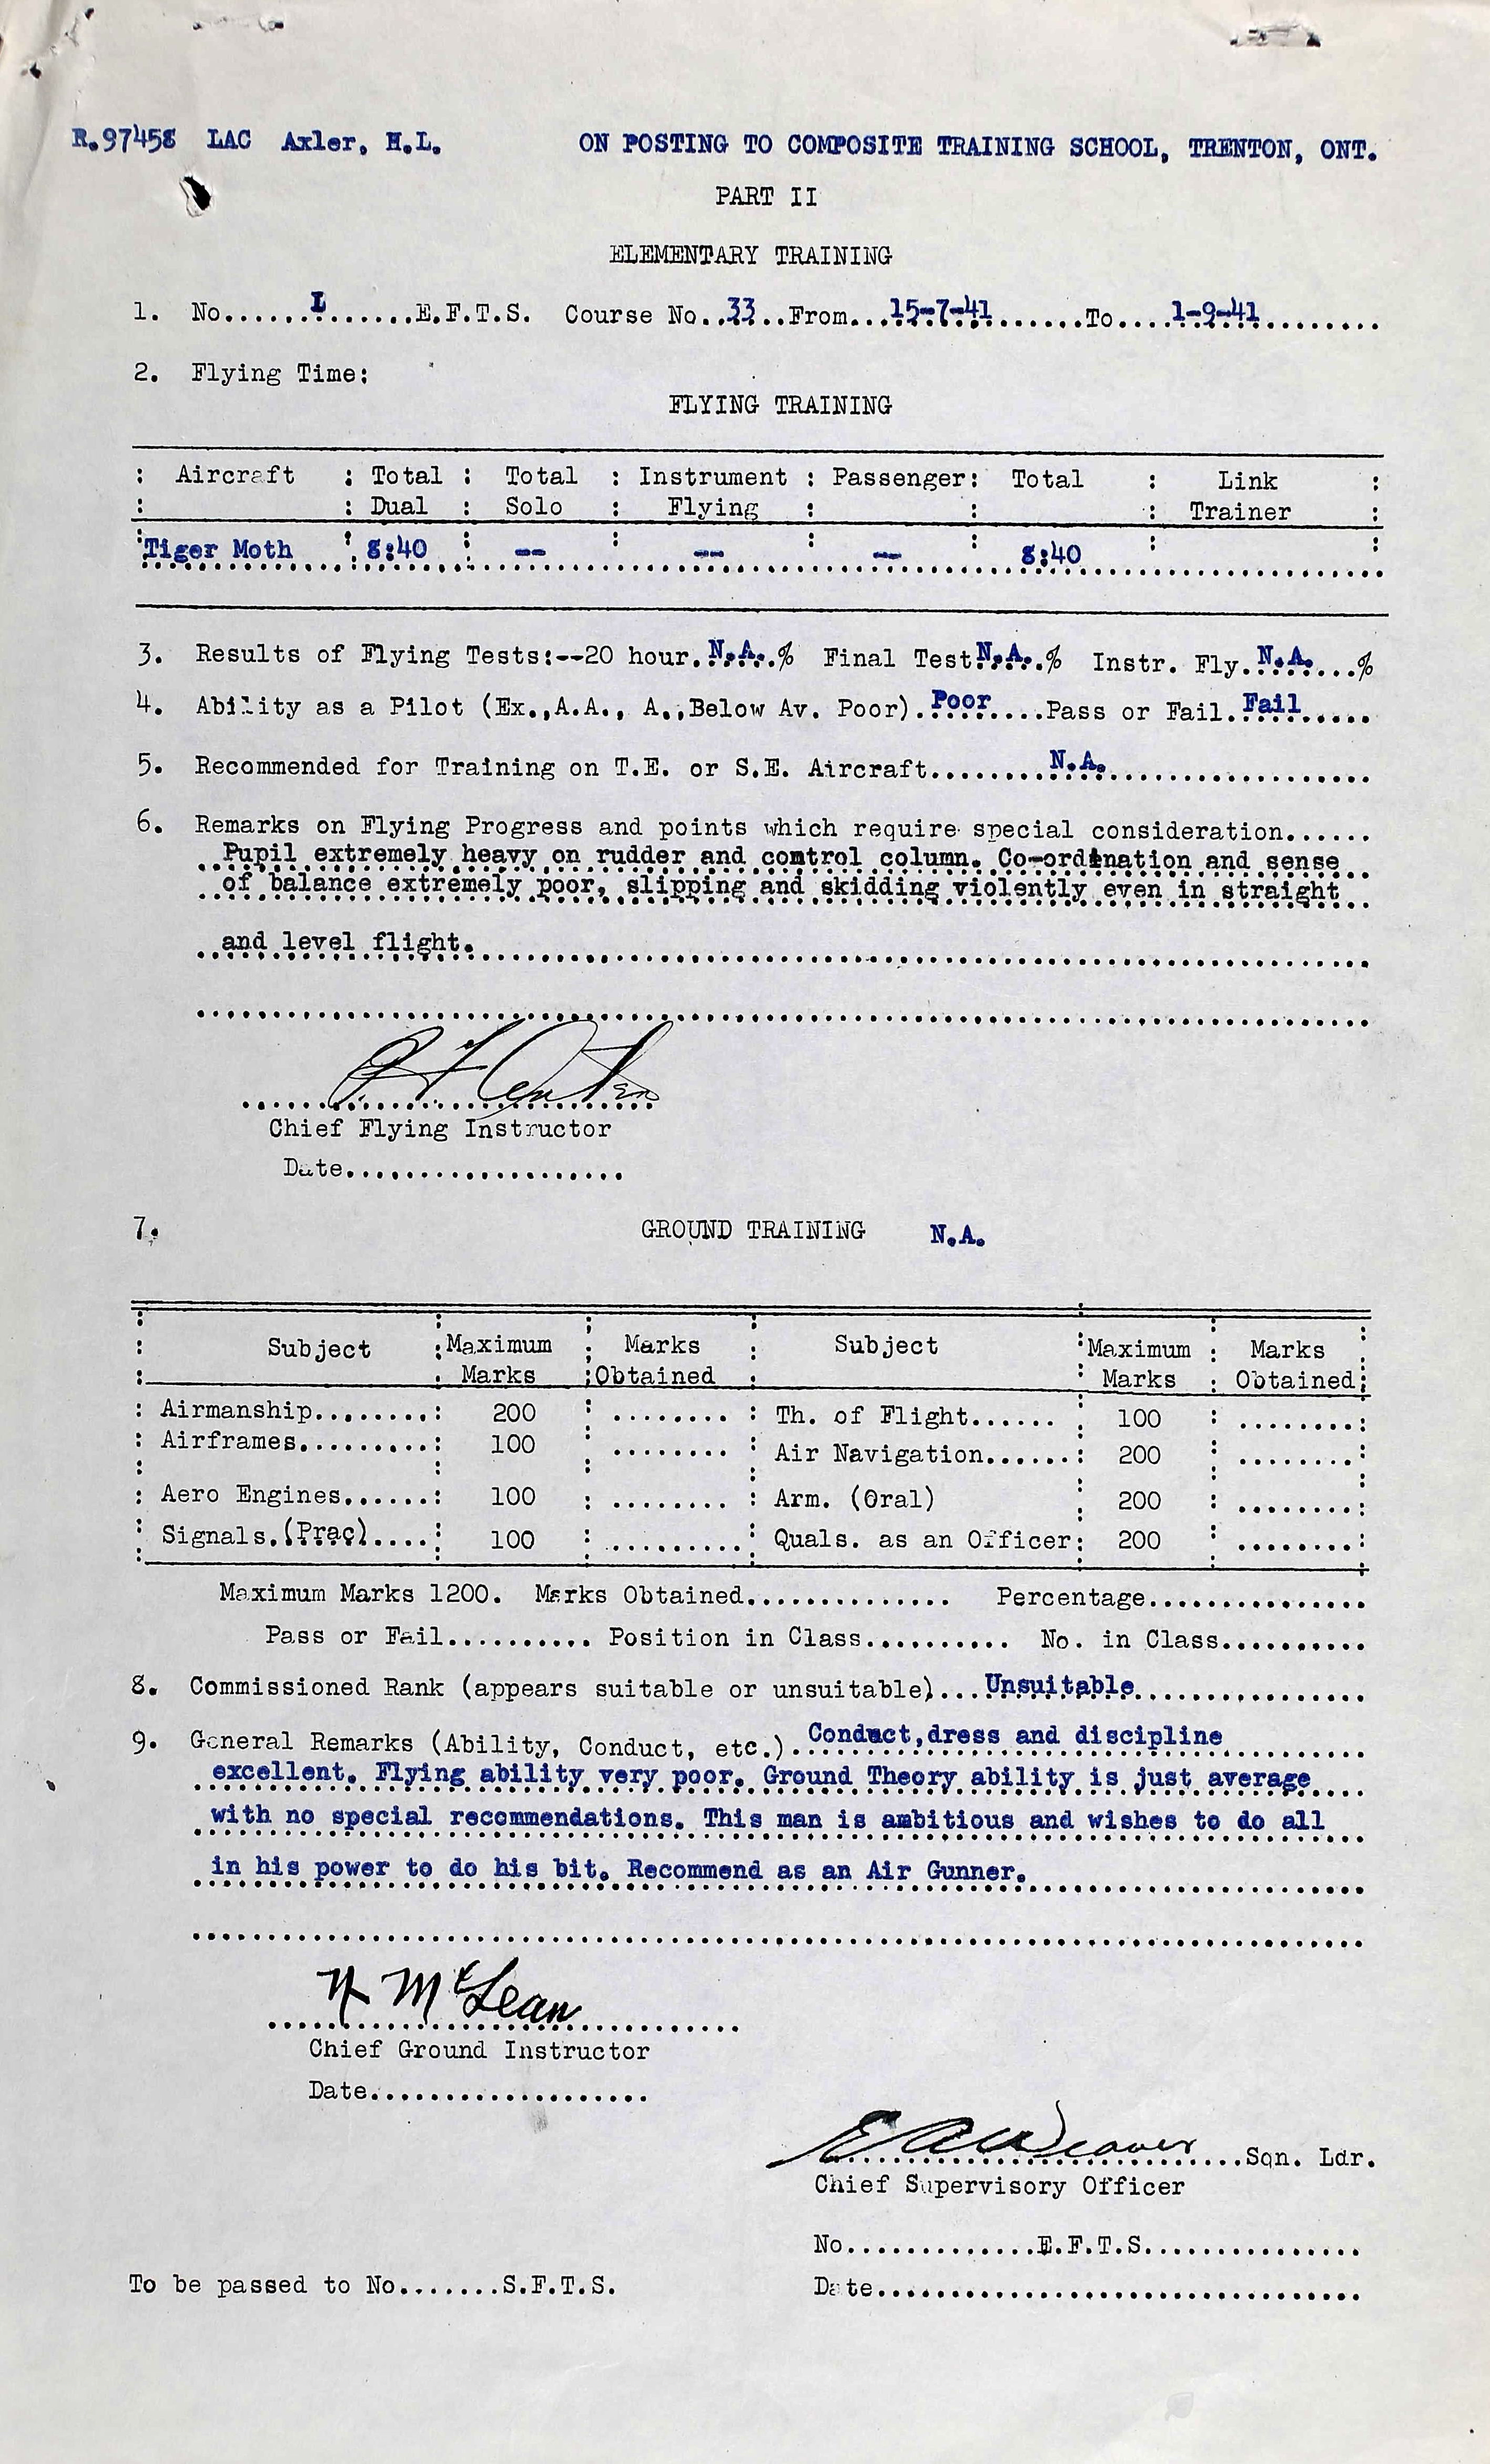 R.97458 LAC Axler, H.L. ON POSTING TO COMPOSITE TRAINING SCHOOL, TRENTON, ONT.
PART II
ELEMENTARY TRAINING
1. No......L.......E.F.T.S. Course No..33..From...15-7-41.......To....1-9-41.........
2. Flying Time:
FLYING TRAINING
: Aircraft : Total : Total : Instrument : Passenger: Total : Link :
: : Dual : Solo : Flying : : : Trainer :
:Tiger Moth : 8:40 : -- : -- : -- : 8:40 : :
3. Results of Flying Tests:--20 hour.N.A..% Final Test N.A..% Instr. Fly.N.A....%
4. Ability as a Pilot (Ex.,A.A., A.,Below Av. Poor).Poor....Pass or Fail.Fail.....
5. Recommended for Training on T.E. or S.E. Aircraft........N.A...................
6. Remarks on Flying Progress and points which require special consideration......
Pupil extremely heavy on rudder and control column. Co-ordination and sense
of balance extremely poor, slipping and skidding violently even in straight
and level flight.
Chief Flying Instructor
Date...................
7. GROUND TRAINING N.A.
: Subject : Maximum : Marks : Subject : Maximum : Marks :
: : Marks : Obtained : : Marks : Obtained :
: Airmanship........: 200 : ........ : Th. of Flight...... : 100 : ........:
: Airframes.........: 100 : ........ : Air Navigation......: 200 : ........:
: Aero Engines......: 100 : ........ : Arm. (Oral) : 200 : ........:
: Signals.(Prac)....: 100 : ......... : Quals. as an Officer: 200 : ........:
Maximum Marks 1200. Marks Obtained.............. Percentage...............
Pass or Fail.......... Position in Class.......... No. in Class..........
8. Commissioned Rank (appears suitable or unsuitable)...Unsuitable................
9. General Remarks (Ability, Conduct, etc.).Conduct,dress and discipline
excellent. Flying ability very poor. Ground Theory ability is just average
with no special recommendations. This man is ambitious and wishes to do all
in his power to do his bit. Recommend as an Air Gunner.
McLean
Chief Ground Instructor
Date...................
E A Weaver...Sqn. Ldr.
Chief Supervisory Officer
No.............E.F.T.S...............
To be passed to No.......S.F.T.S. Date.................................